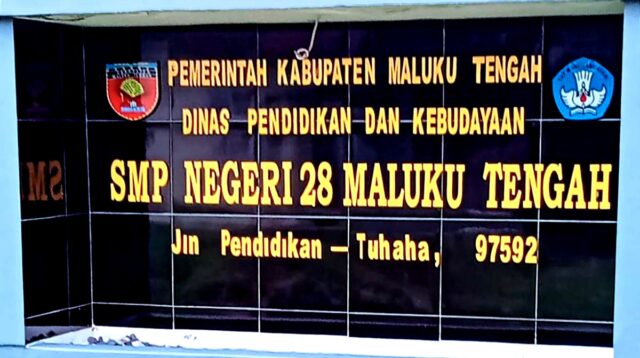 PEMERINTAH KABUPATEN MALUKU TENGAH
DINAS PENDIDIKAN DAN KEBUDAYAAN
SMP NEGERI 28 MALUKU TENGAH
Jln Pendidikan – Tuhaha, 97592